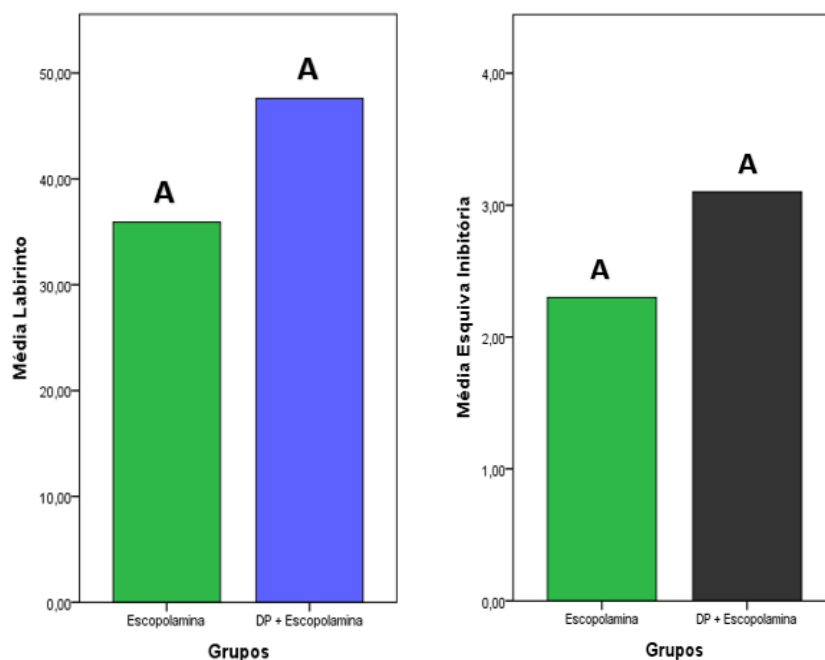 Média Labirinto
50,00
40,00
30,00
20,00
10,00
0,00
A
A
Escopolamina
DP + Escopolamina
Grupos
Média Esquiva Inibitória
4,00
3,00
2,00
1,00
0,00
A
A
Escopolamina
DP + Escopolamina
Grupos